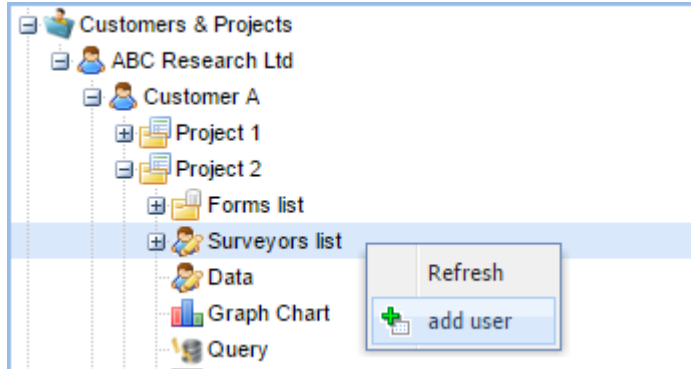 Customers & Projects
ABC Research Ltd
Customer A
Project 1
Project 2
Forms list
Surveyors list
Data
Refresh
Graph Chart
add user
Query